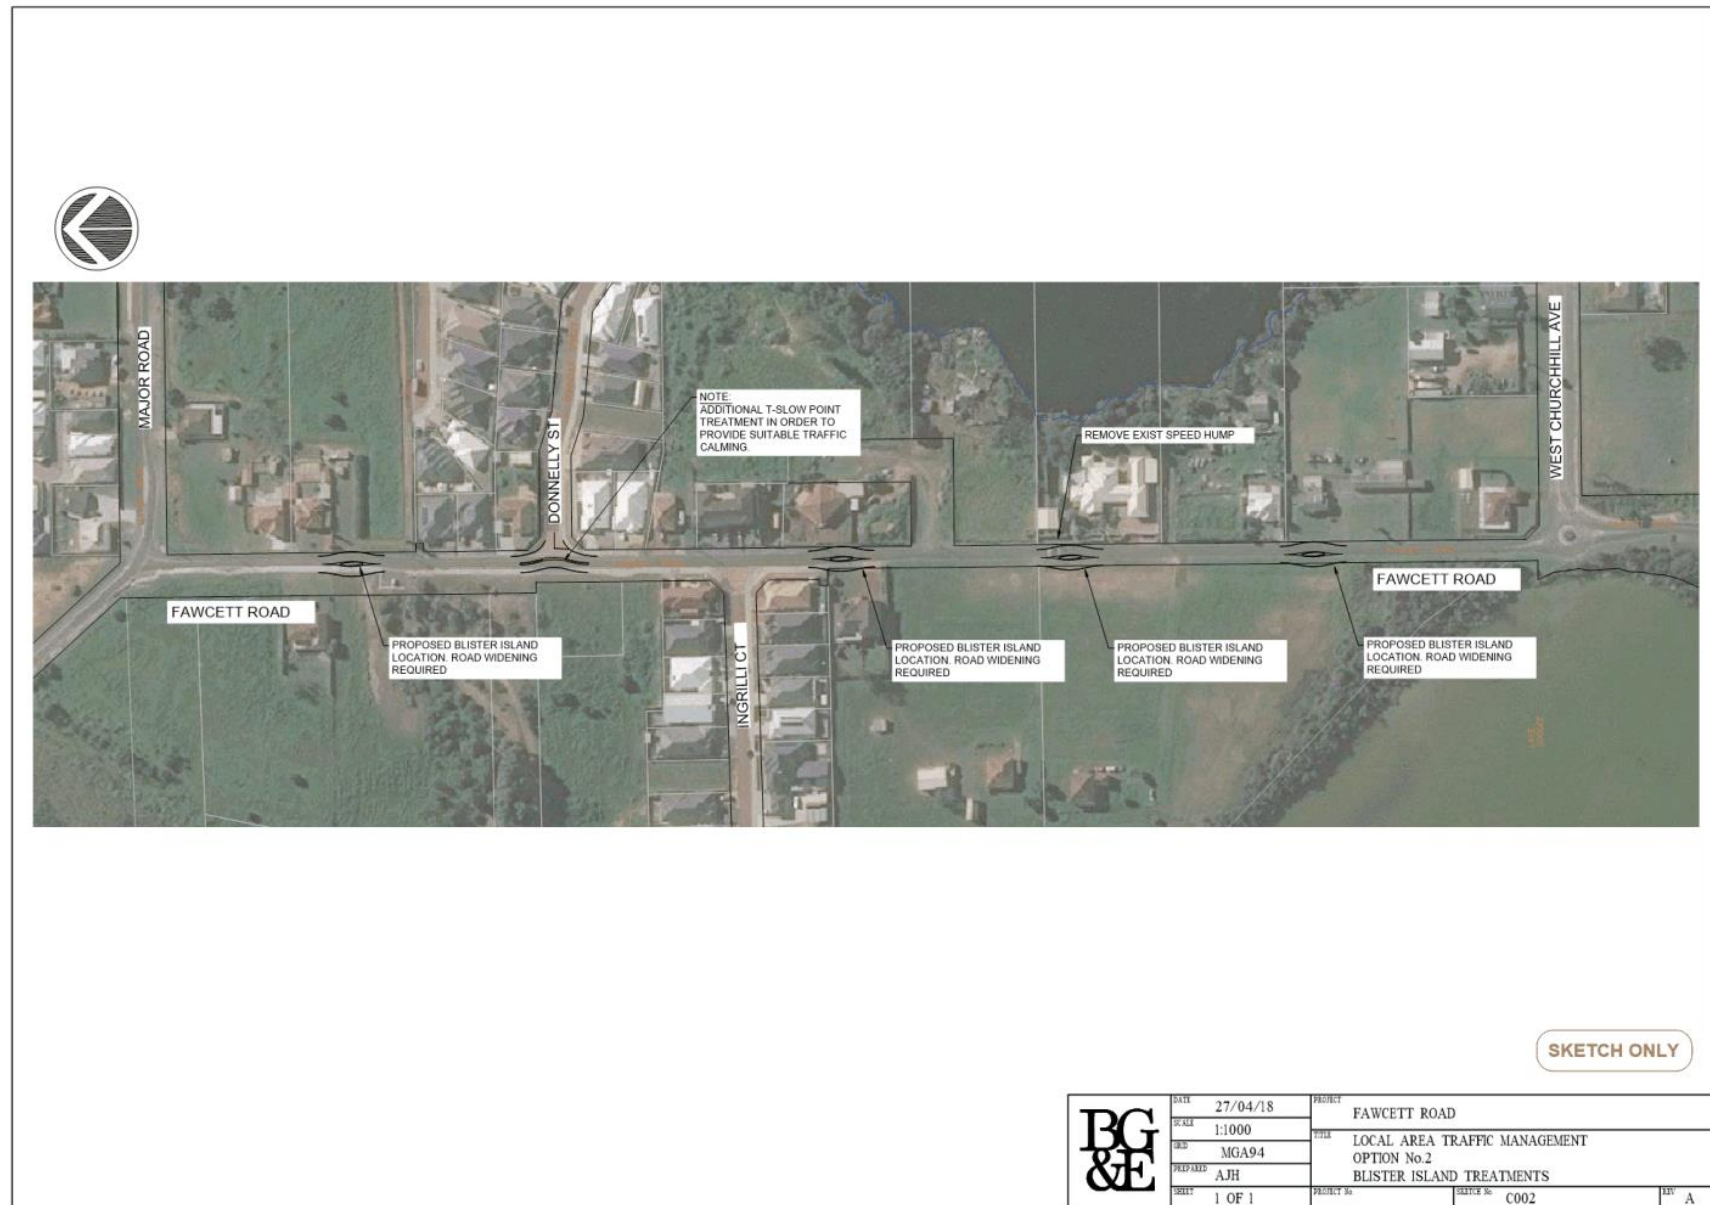 MAJOR ROAD
DONNELLY ST
NOTE:
ADDITIONAL T-SLOW POINT
TREATMENT IN ORDER TO
PROVIDE SUITABLE TRAFFIC
CALMING.
REMOVE EXIST SPEED HUMP
WEST CHURCHHILL AVE
FAWCETT ROAD
FAWCETT ROAD
PROPOSED BLISTER ISLAND
LOCATION. ROAD WIDENING
REQUIRED
INGRILLI CT
PROPOSED BLISTER ISLAND
LOCATION. ROAD WIDENING
REQUIRED
PROPOSED BLISTER ISLAND
LOCATION. ROAD WIDENING
REQUIRED
PROPOSED BLISTER ISLAND
LOCATION. ROAD WIDENING
REQUIRED
SKETCH ONLY
BG
&E
DATE 27/04/18
SCALE 1:1000
GRID MGA94
PREPARED AJH
SHEET 1 OF 1
PROJECT FAWCETT ROAD
TITLE LOCAL AREA TRAFFIC MANAGEMENT
OPTION No.2
BLISTER ISLAND TREATMENTS
PROJECT No.
SKETCH No. C002
REV A